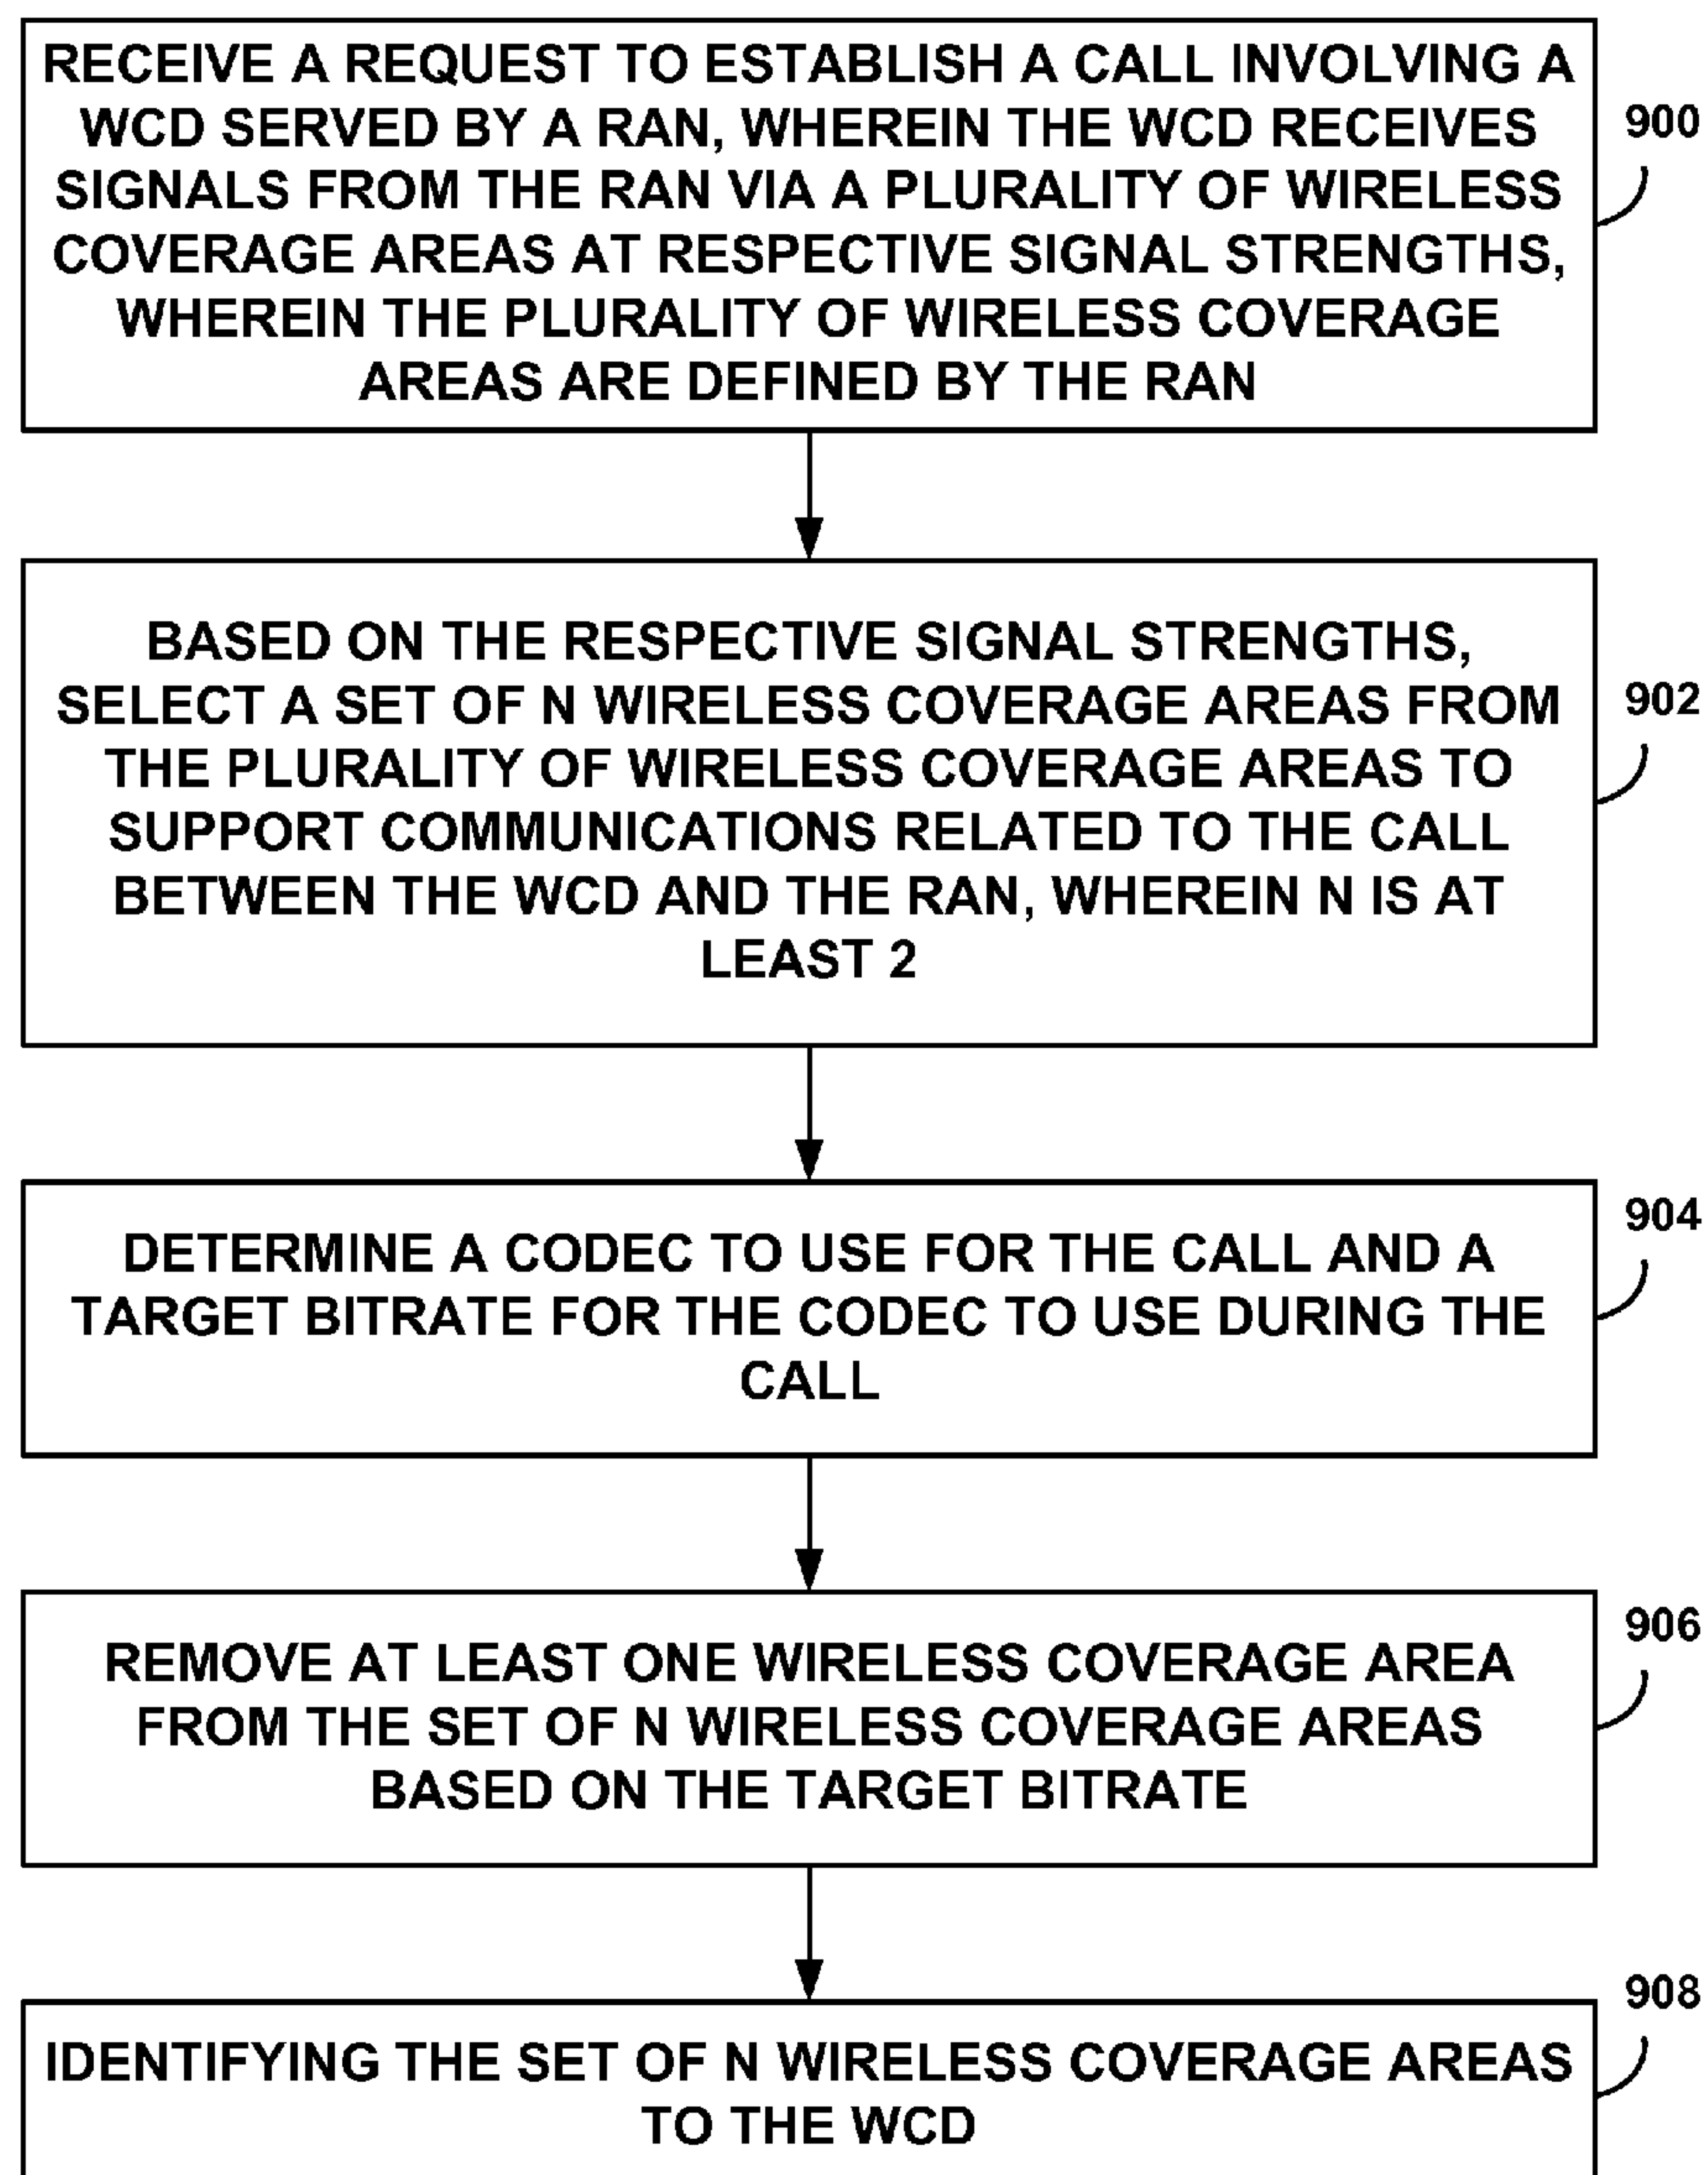 RECEIVE A REQUEST TO ESTABLISH A CALL INVOLVING A
WCD SERVED BY A RAN, WHEREIN THE WCD RECEIVES
SIGNALS FROM THE RAN VIA A PLURALITY OF WIRELESS
COVERAGE AREAS AT RESPECTIVE SIGNAL STRENGTHS,
WHEREIN THE PLURALITY OF WIRELESS COVERAGE
AREAS ARE DEFINED BY THE RAN
900
BASED ON THE RESPECTIVE SIGNAL STRENGTHS,
SELECT A SET OF N WIRELESS COVERAGE AREAS FROM
THE PLURALITY OF WIRELESS COVERAGE AREAS TO
SUPPORT COMMUNICATIONS RELATED TO THE CALL
BETWEEN THE WCD AND THE RAN, WHEREIN N IS AT
LEAST 2
902
DETERMINE A CODEC TO USE FOR THE CALL AND A
TARGET BITRATE FOR THE CODEC TO USE DURING THE
CALL
904
REMOVE AT LEAST ONE WIRELESS COVERAGE AREA
FROM THE SET OF N WIRELESS COVERAGE AREAS
BASED ON THE TARGET BITRATE
906
IDENTIFYING THE SET OF N WIRELESS COVERAGE AREAS
TO THE WCD
908